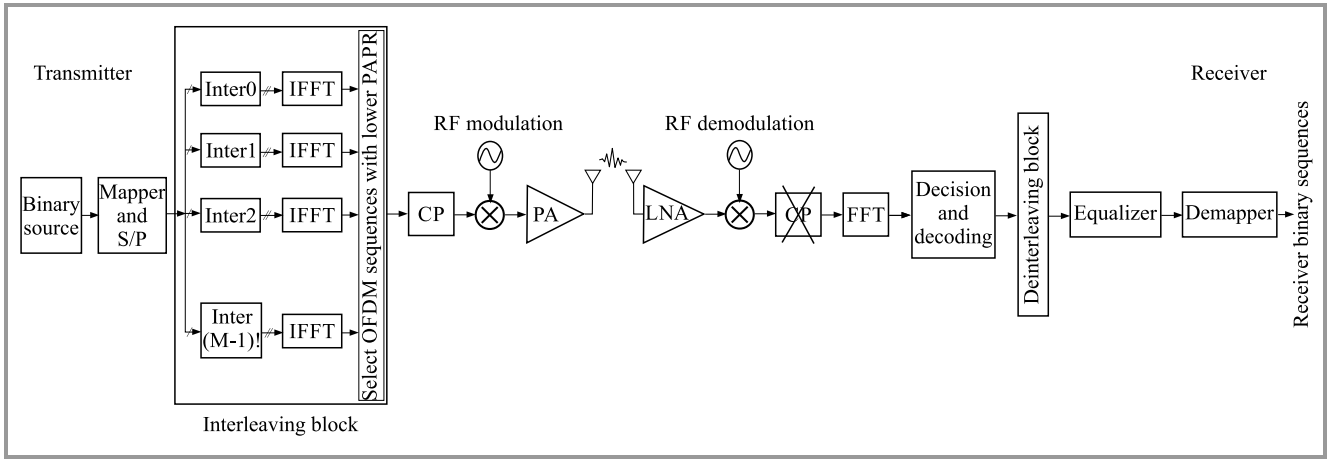 Transmitter
Receiver
Binary
source
Mapper
and
S/P
Inter0
IFFT
Inter1
IFFT
Inter2
IFFT
Inter
(M-1)!
IFFT
Select OFDM sequences with lower PAPR
Interleaving block
CP
RF modulation
PA
LNA
RF demodulation
CP
FFT
Decision
and
decoding
Deinterleaving block
Equalizer
Demapper
Receiver binary sequences